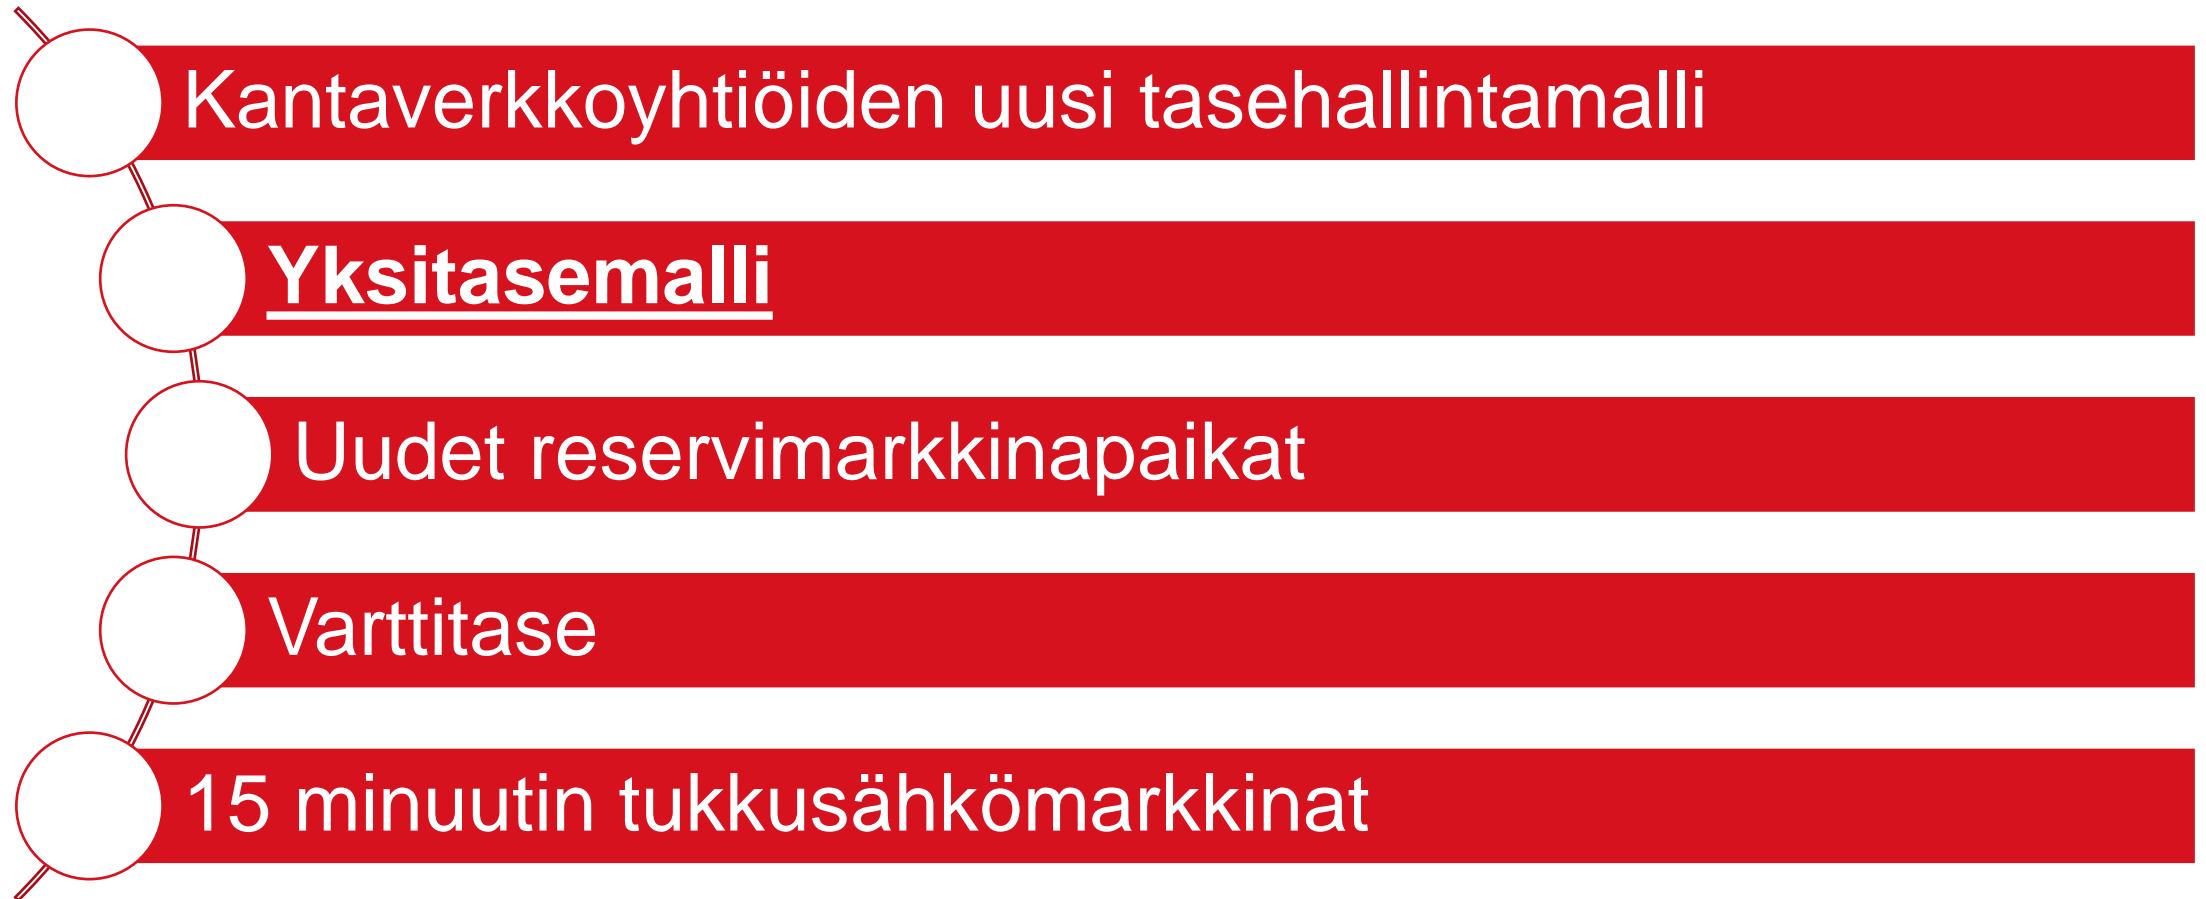 Kantaverkkoyhtiöiden uusi tasehallintamalli
Yksitasemalli
Uudet reservimarkkinapaikat
Varttitase
15 minuutin tukkusähkömarkkinat